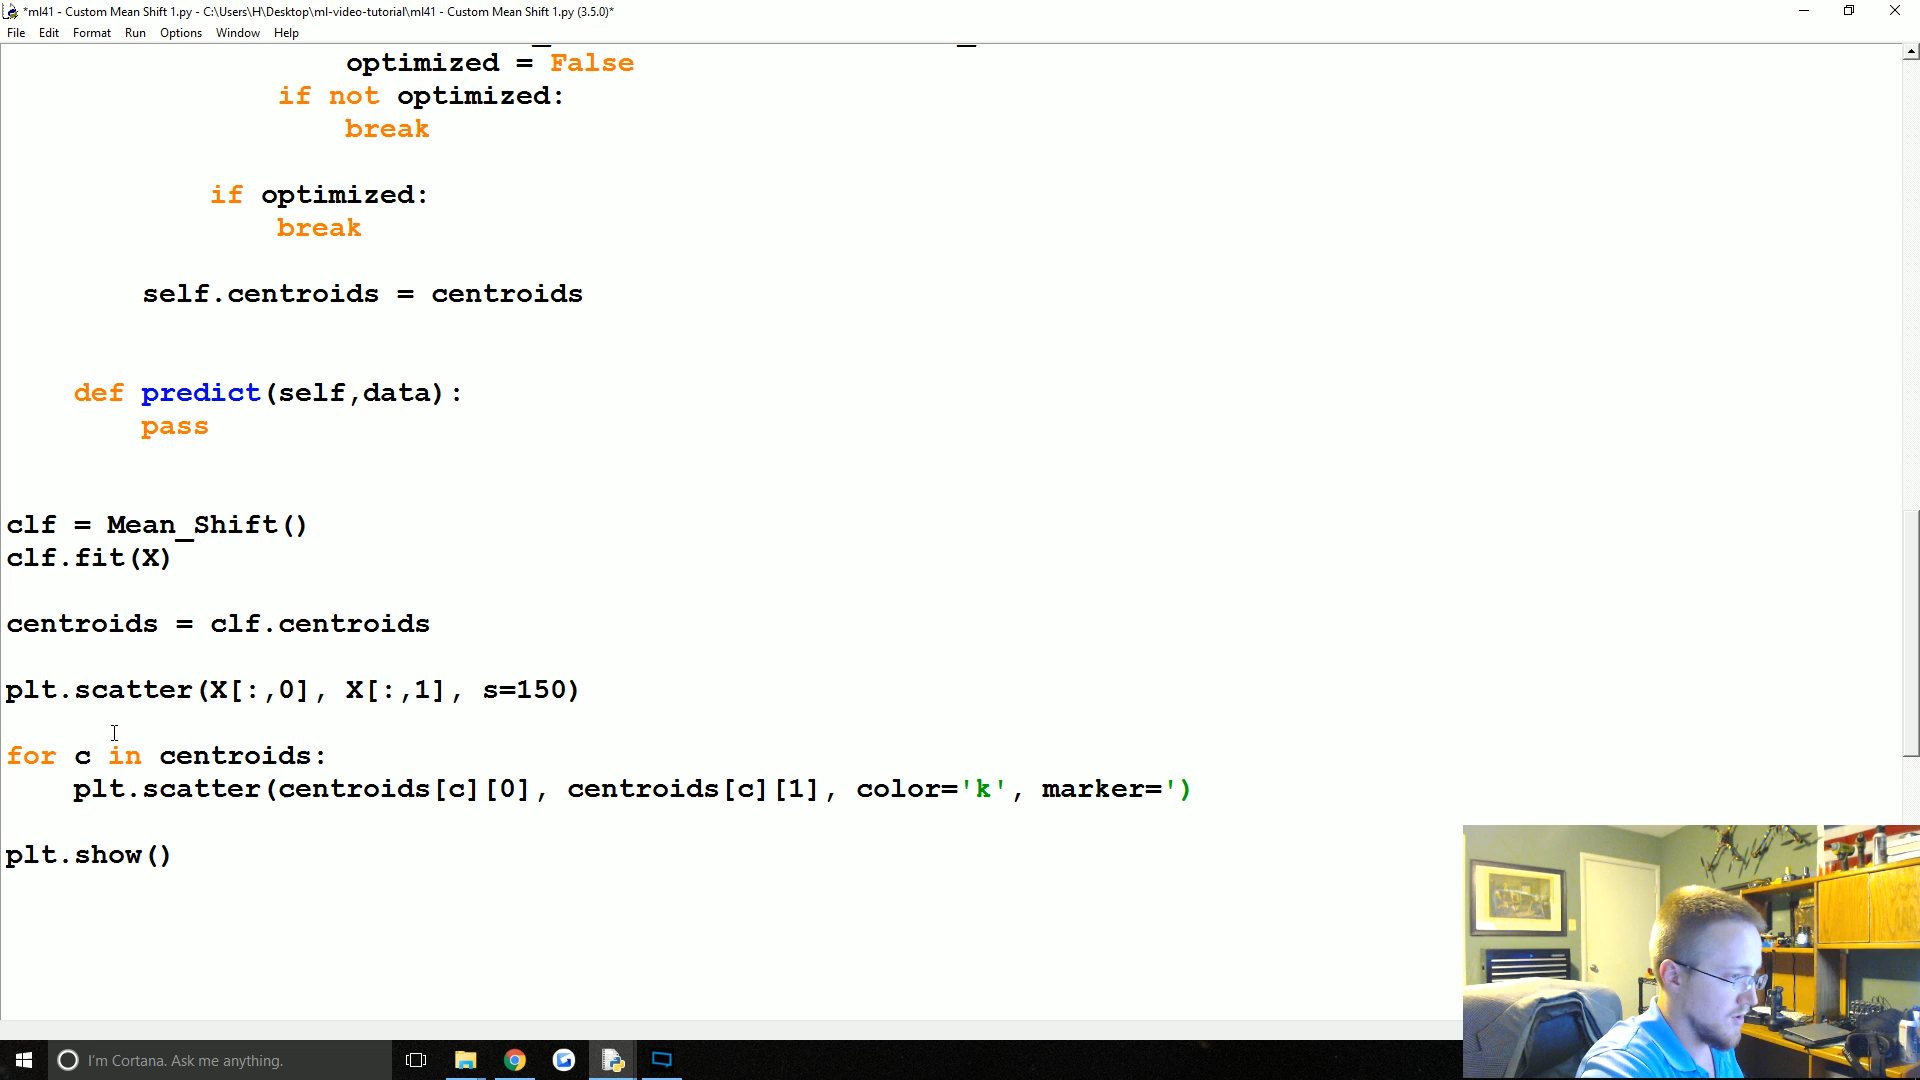 *ml41 - Custom Mean Shift 1.py - C:\Users\H\Desktop\ml-video-tutorial\ml41 - Custom Mean Shift 1.py (3.5.0)*
File Edit Format Run Options Window Help
optimized = False
if not optimized:
break
if optimized:
break
self.centroids = centroids
def predict(self,data):
pass
clf = Mean_Shift()
clf.fit(X)
centroids = clf.centroids
plt.scatter(X[:,0], X[:,1], s=150)
for c in centroids:
plt.scatter(centroids[c][0], centroids[c][1], color='k', marker=')
plt.show()
I'm Cortana. Ask me anything.